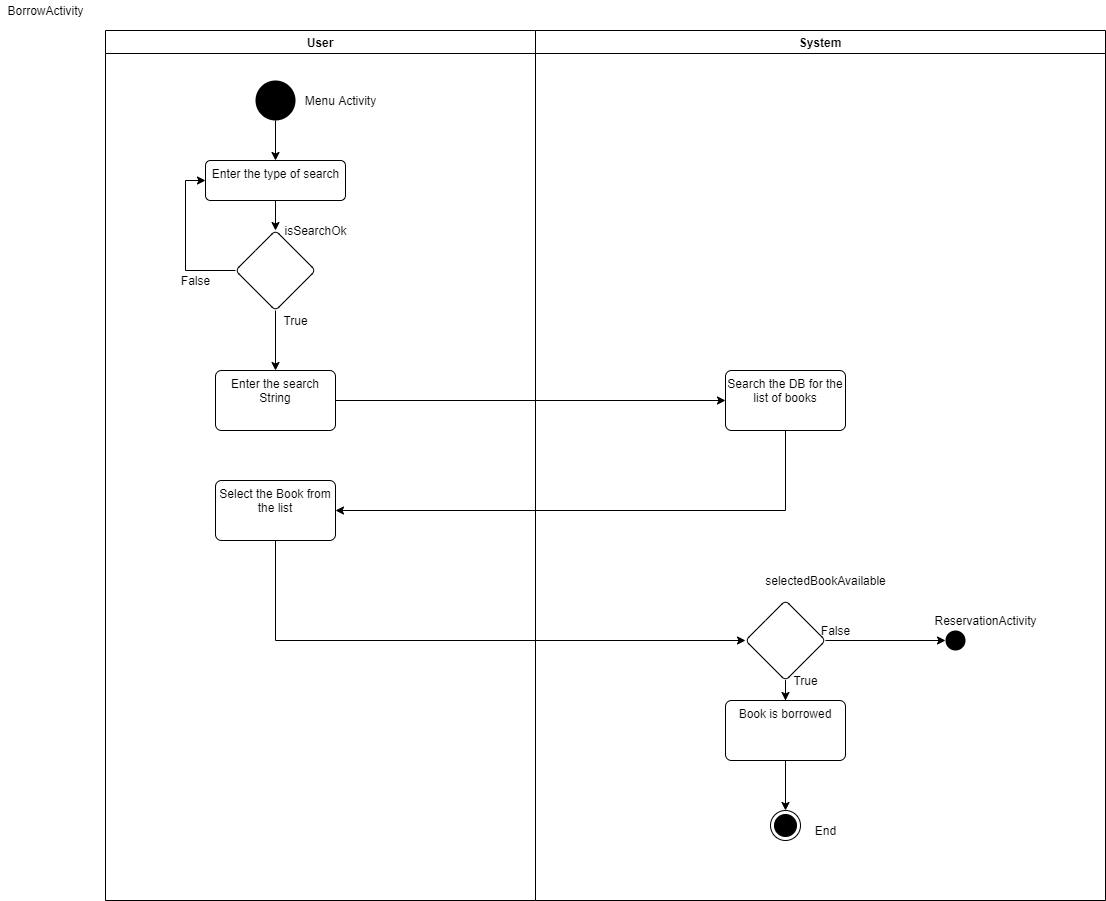 BorrowActivity
User
System
Menu Activity
Enter the type of search
isSearchOk
False
True
Enter the search
String
Search the DB for the
list of books
Select the Book from
the list
selectedBookAvailable
False
ReservationActivity
True
Book is borrowed
End